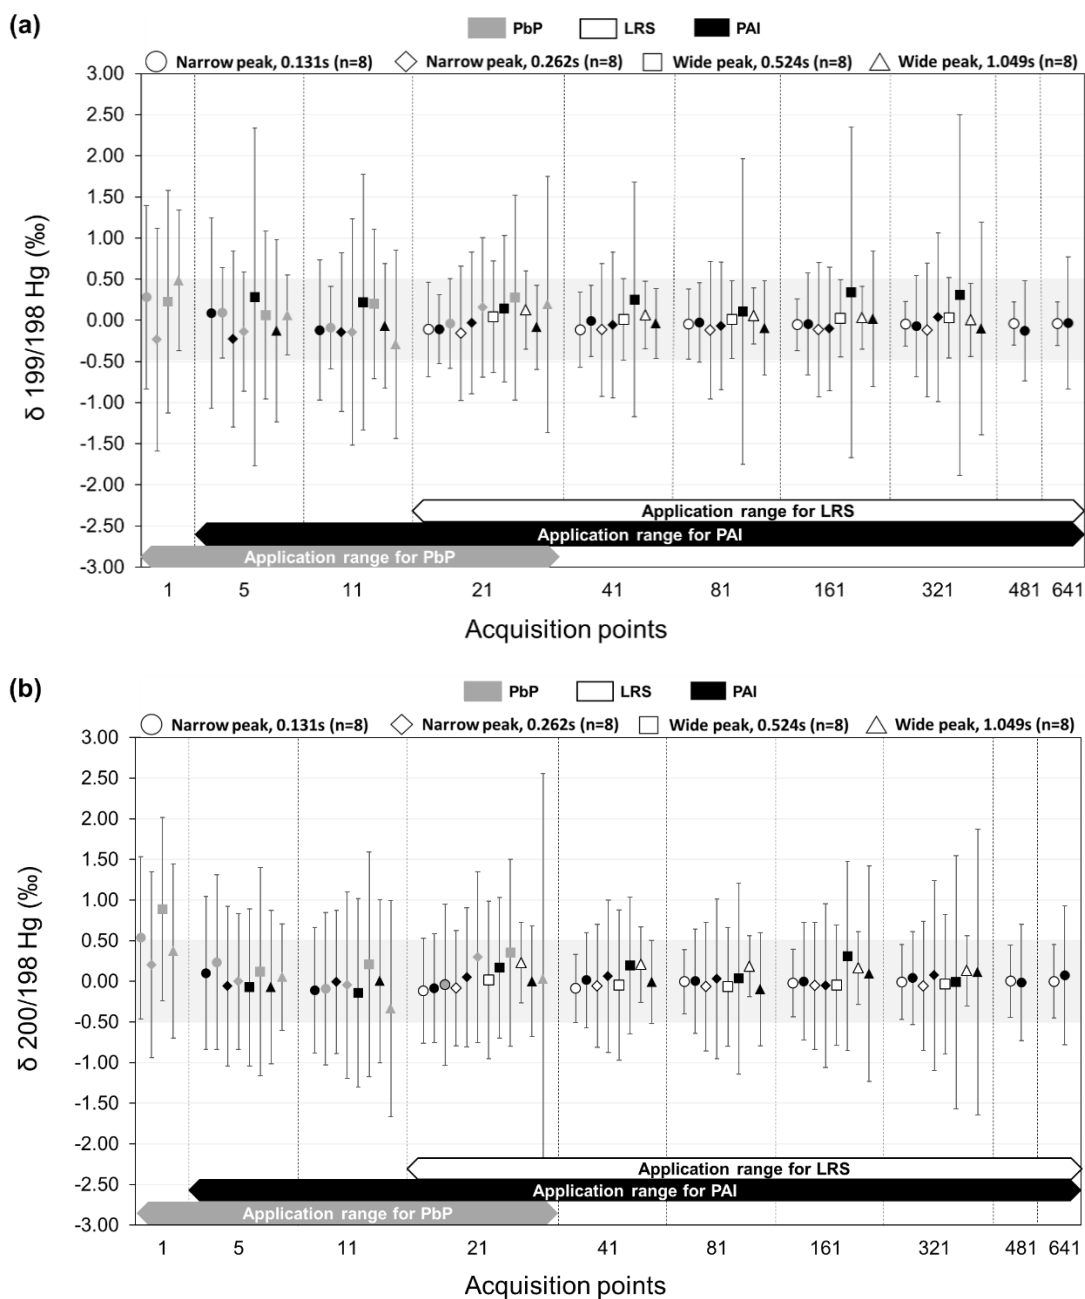 (a)
PbP LRS PAI
Narrow peak, 0.131s (n=8) Narrow peak, 0.262s (n=8) Wide peak, 0.524s (n=8) Wide peak, 1.049s (n=8)
3.00
2.50
2.00
1.50
1.00
0.50
0.00
-0.50
-1.00
-1.50
-2.00
-2.50
-3.00
δ 199/198 Hg (‰)
Application range for LRS
Application range for PAI
Application range for PbP
1 5 11 21 41 81 161 321 481 641
Acquisition points
(b)
PbP LRS PAI
Narrow peak, 0.131s (n=8) Narrow peak, 0.262s (n=8) Wide peak, 0.524s (n=8) Wide peak, 1.049s (n=8)
3.00
2.50
2.00
1.50
1.00
0.50
0.00
-0.50
-1.00
-1.50
-2.00
-2.50
-3.00
δ 200/198 Hg (‰)
Application range for LRS
Application range for PAI
Application range for PbP
1 5 11 21 41 81 161 321 481 641
Acquisition points